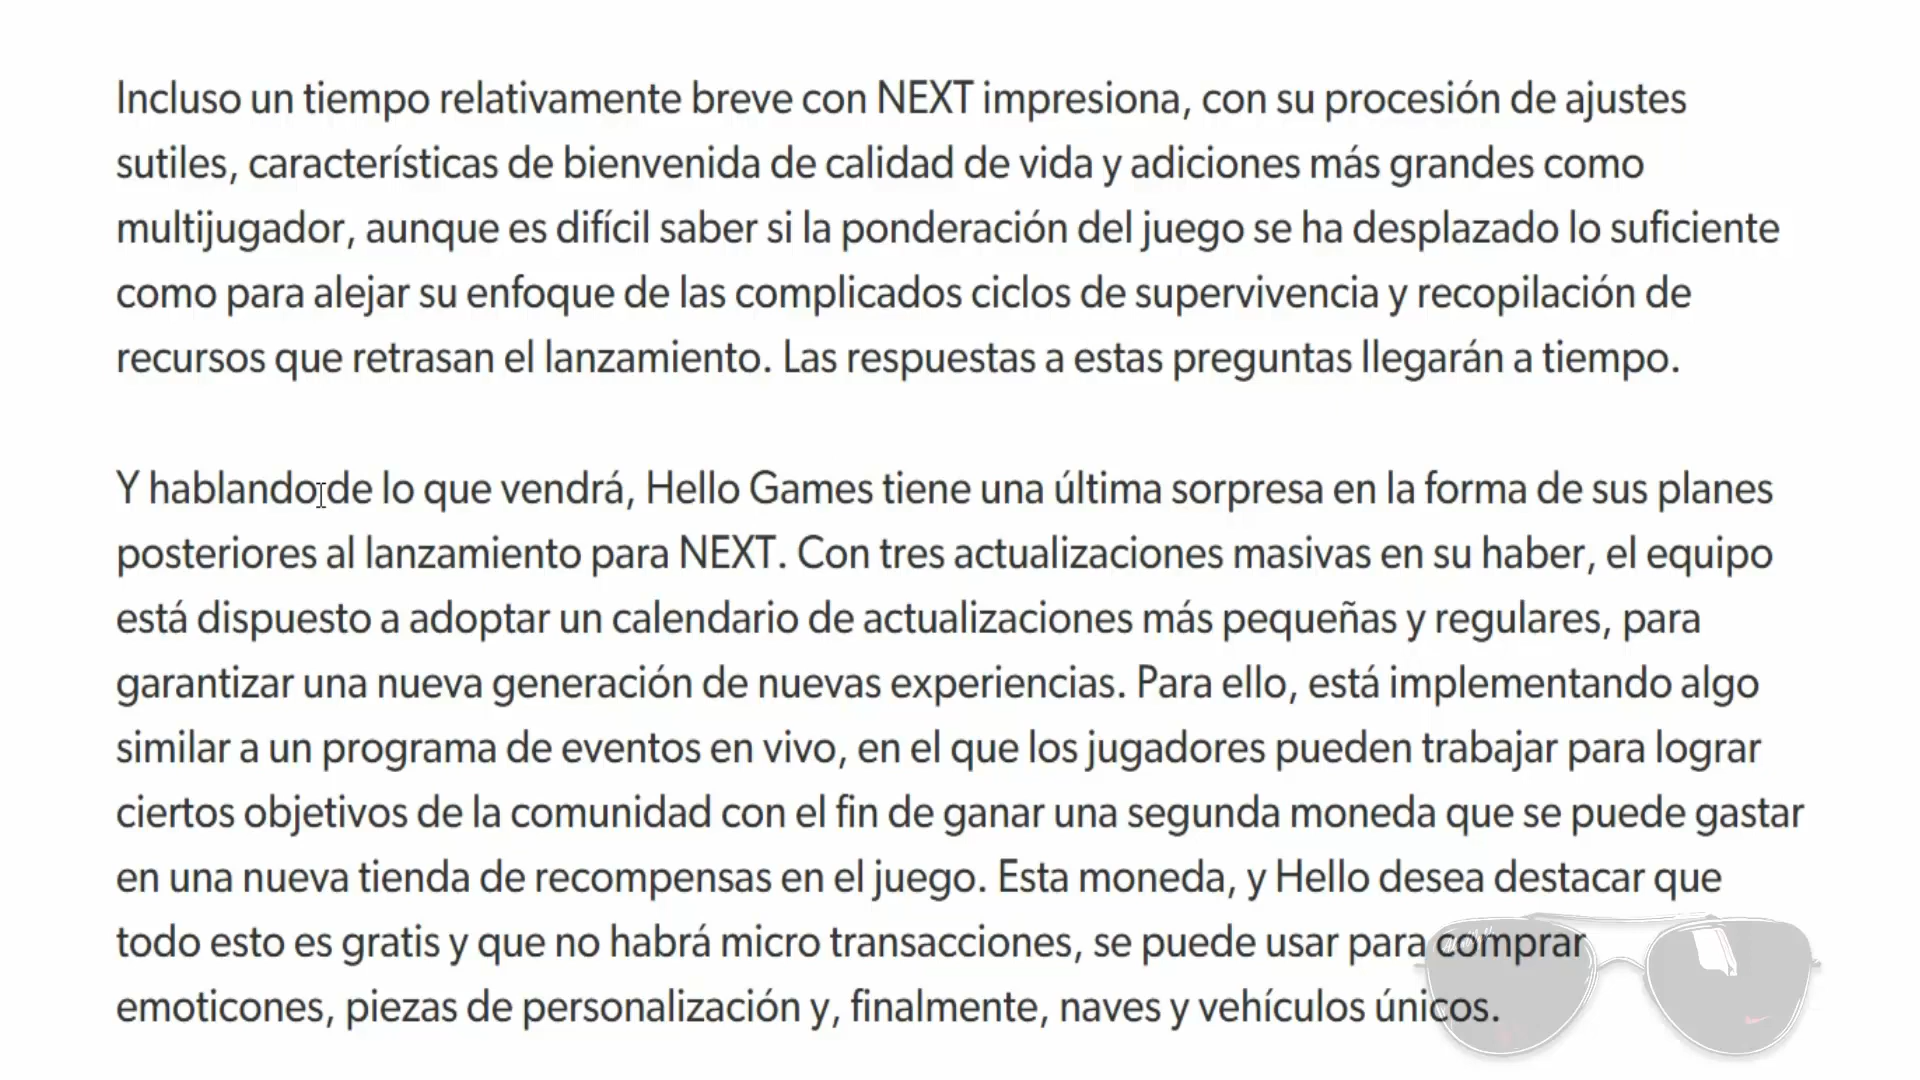 Incluso un tiempo relativamente breve con NEXT impresiona, con su procesión de ajustes
sutiles, características de bienvenida de calidad de vida y adiciones más grandes como
multijugador, aunque es difícil saber si la ponderación del juego se ha desplazado lo suficiente
como para alejar su enfoque de las complicados ciclos de supervivencia y recopilación de
recursos que retrasan el lanzamiento. Las respuestas a estas preguntas llegarán a tiempo.
Y hablando de lo que vendrá, Hello Games tiene una última sorpresa en la forma de sus planes
posteriores al lanzamiento para NEXT. Con tres actualizaciones masivas en su haber, el equipo
está dispuesto a adoptar un calendario de actualizaciones más pequeñas y regulares, para
garantizar una nueva generación de nuevas experiencias. Para ello, está implementando algo
similar a un programa de eventos en vivo, en el que los jugadores pueden trabajar para lograr
ciertos objetivos de la comunidad con el fin de ganar una segunda moneda que se puede gastar
en una nueva tienda de recompensas en el juego. Esta moneda, y Hello desea destacar que
todo esto es gratis y que no habrá micro transacciones, se puede usar para comprar
emoticones, piezas de personalización y, finalmente, naves y vehículos únicos.